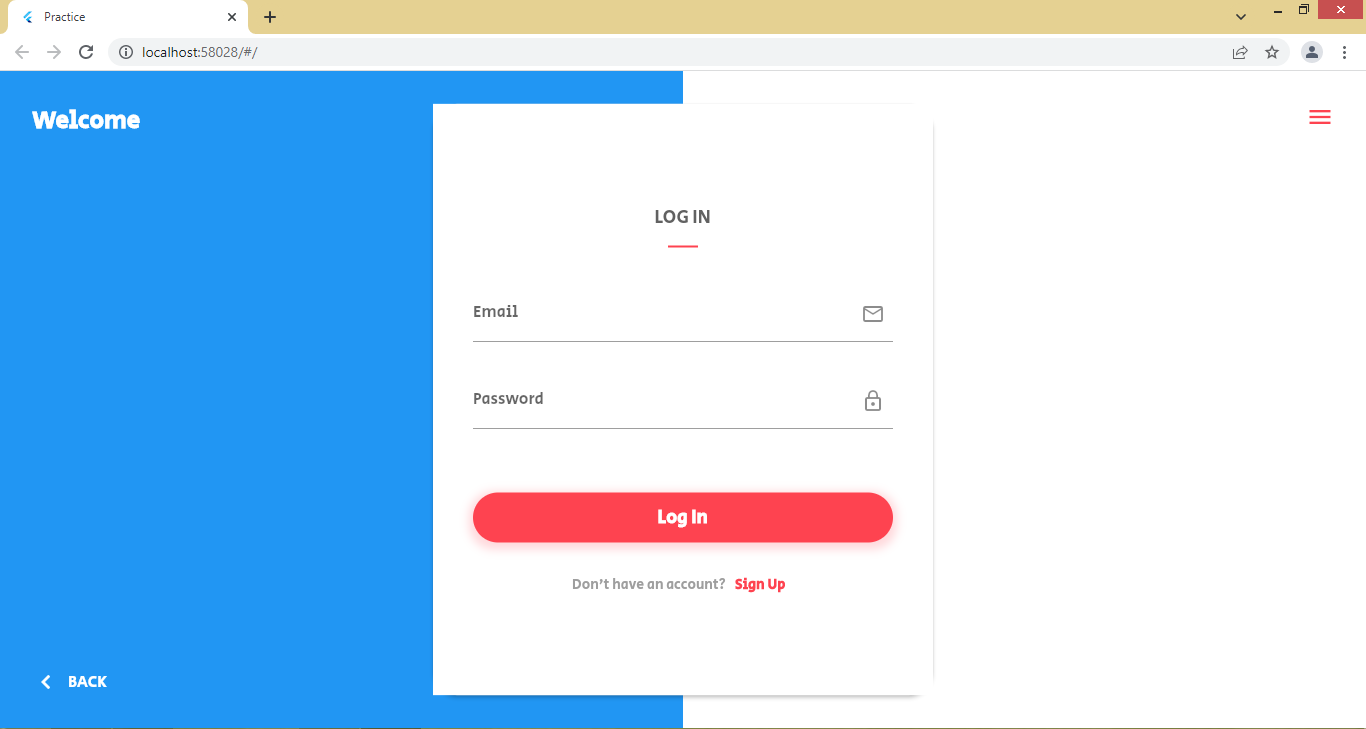 Practice
localhost:58028/#/
Welcome
LOG IN
Email
Password
Log In
Don't have an account? Sign Up
BACK